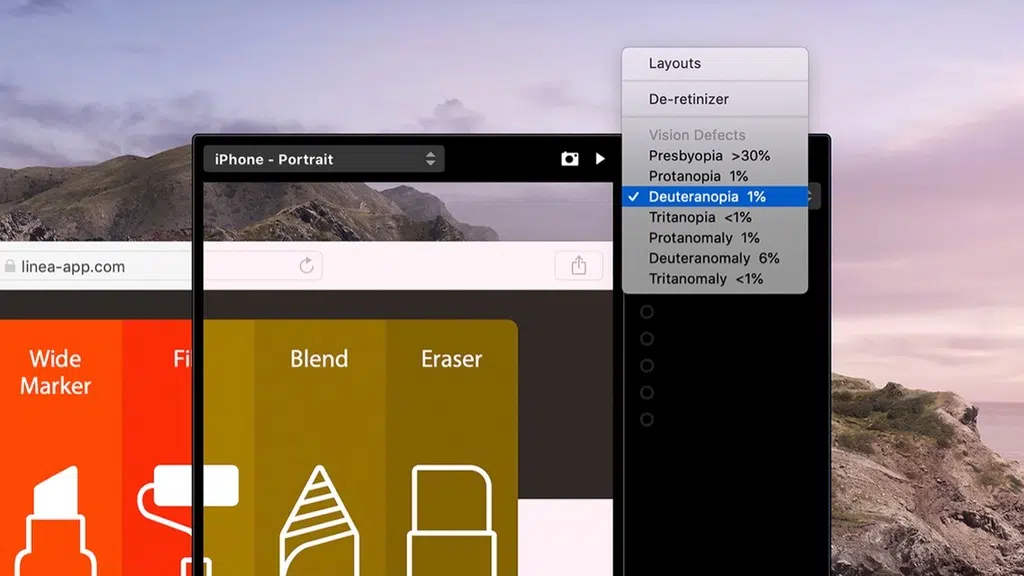 Layouts
De-retinizer
Vision Defects
Presbyopia >30%
Protanopia 1%
Deuteranopia 1%
Tritanopia <1%
Protanomaly 1%
Deuteranomaly 6%
Tritanomaly <1%
iPhone - Portrait
linea-app.com
Wide
Marker
Fi
Blend
Eraser